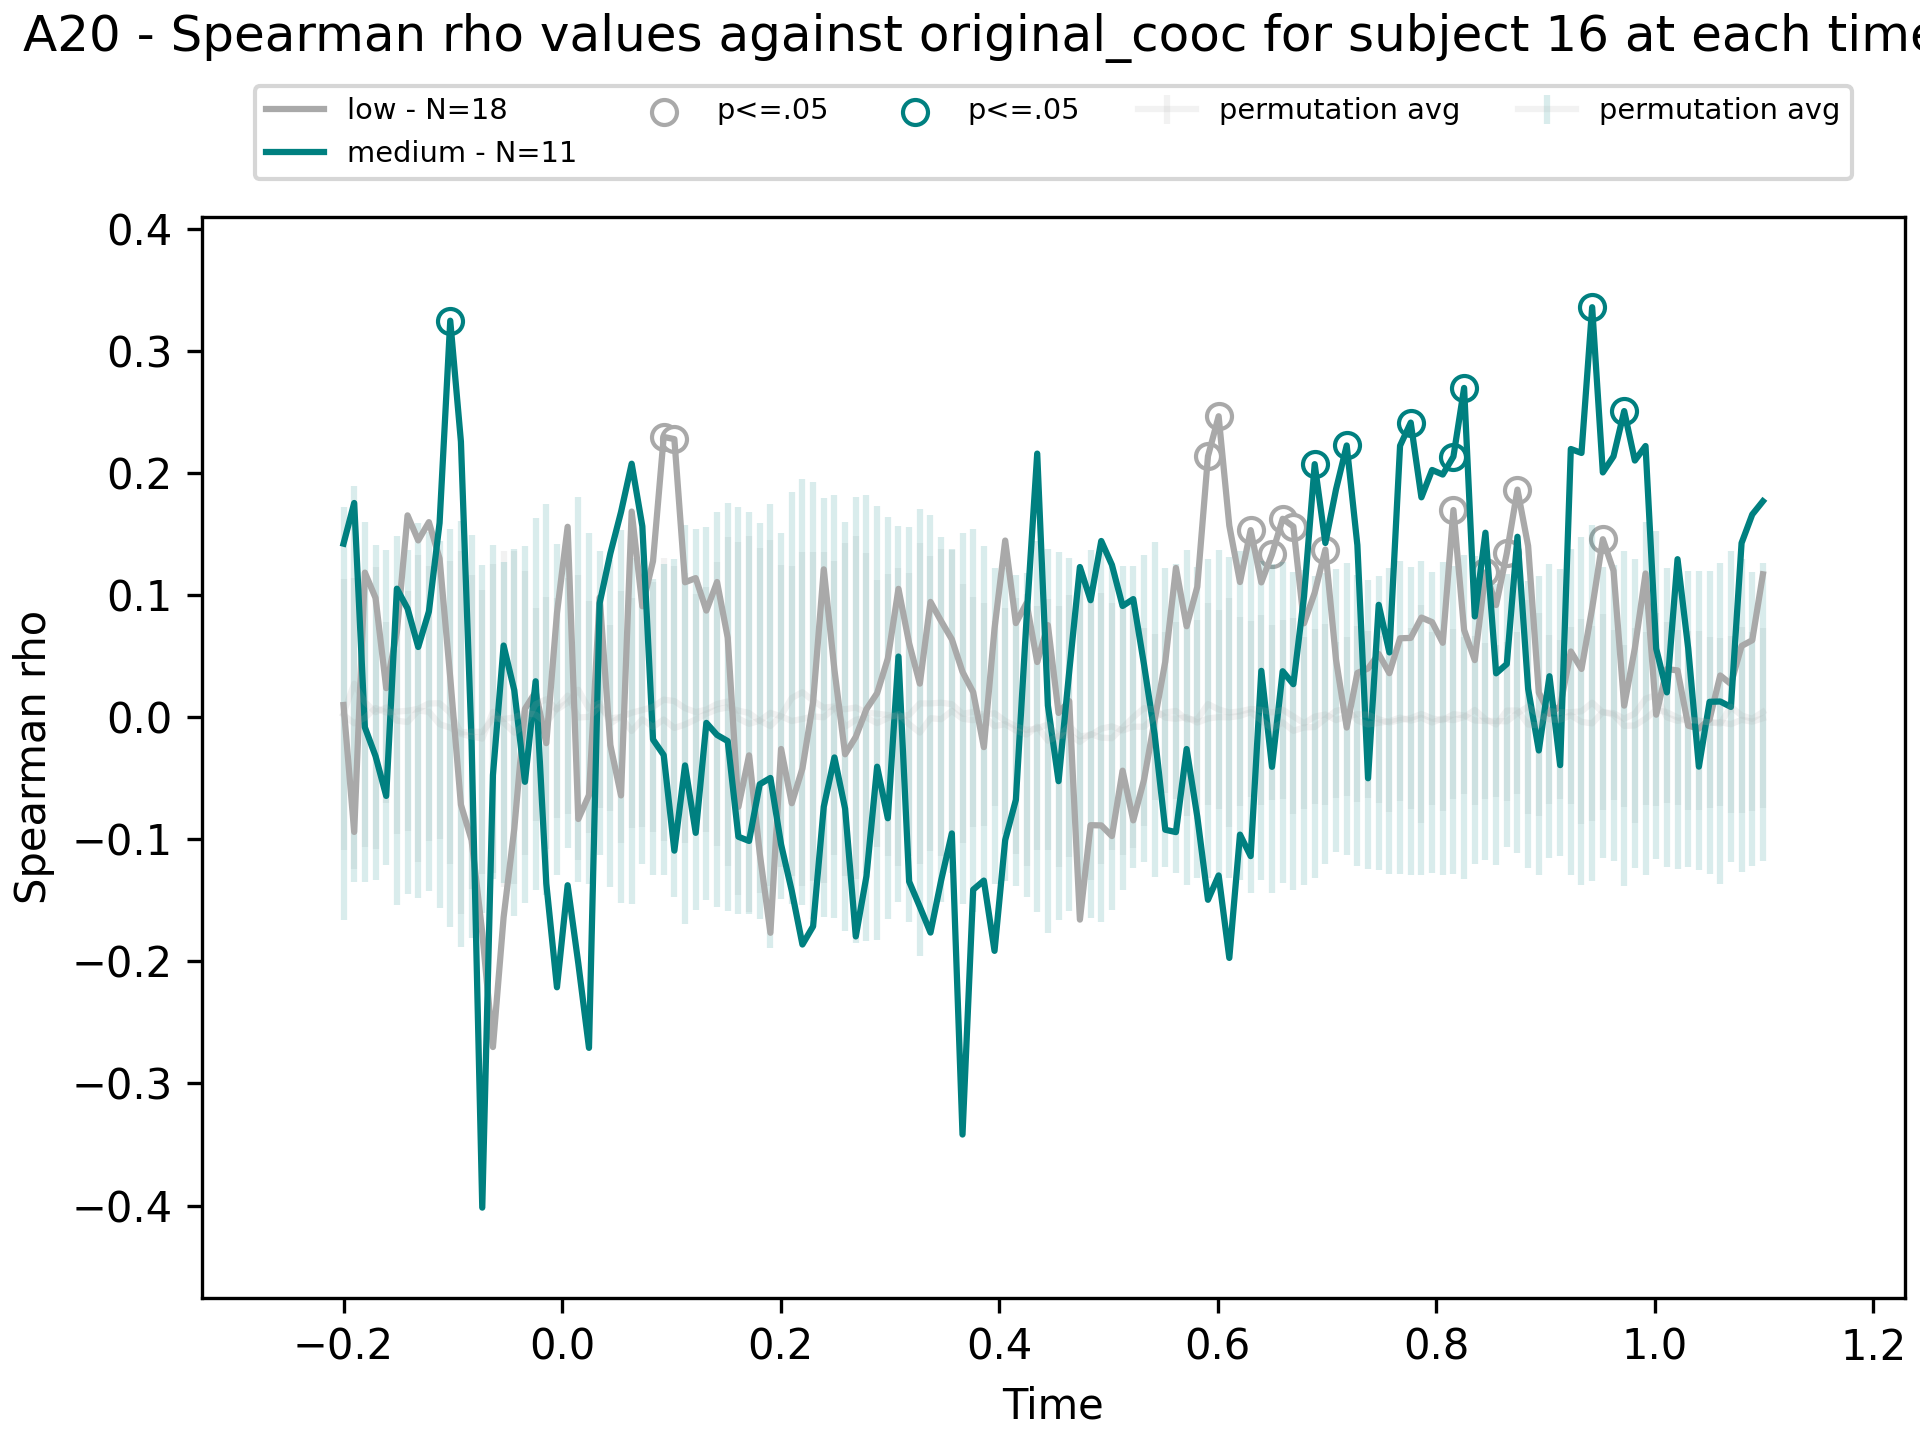 A20 - Spearman rho values against original_cooc for subject 16 at each time
low - N=18
medium - N=11
p<=.05
p<=.05
permutation avg
permutation avg
Spearman rho
0.4
0.3
0.2
0.1
0.0
−0.1
−0.2
−0.3
−0.4
−0.2
0.0
0.2
0.4
0.6
0.8
1.0
1.2
Time